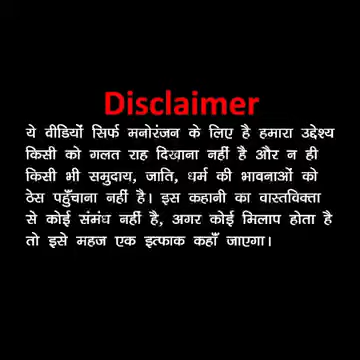 Disclaimer
ये वीडियों सिर्फ मनोरंजन के लिए है हमारा उद्देश्य
किसी को गलत राह दिखाना नहीं है और न ही
किसी भी समुदाय, जाति, धर्म की भावनाओं को
ठेस पहुँचाना नहीं है। इस कहानी का वास्तविक्ता
से कोई संमंध नहीं है, अगर कोई मिलाप होता है
तो इसे महज एक इत्फाक कहाँ जाएगा।